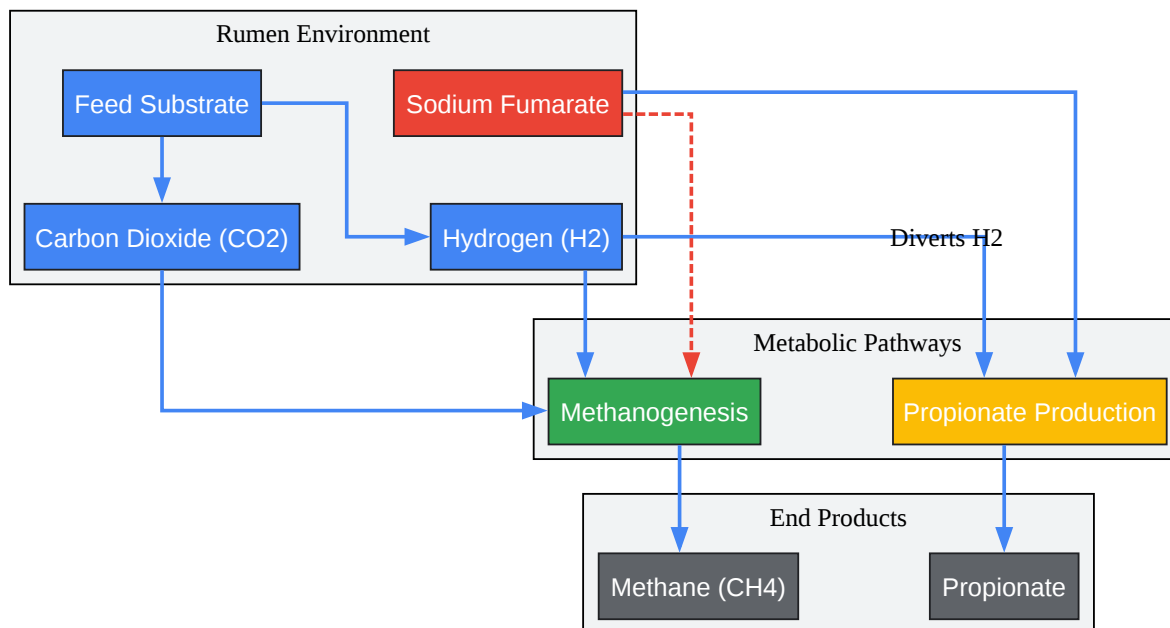 Rumen Environment
Feed Substrate
Sodium Fumarate
Carbon Dioxide (CO2)
Hydrogen (H2)
Diverts H2
Metabolic Pathways
Methanogenesis
Propionate Production
End Products
Methane (CH4)
Propionate